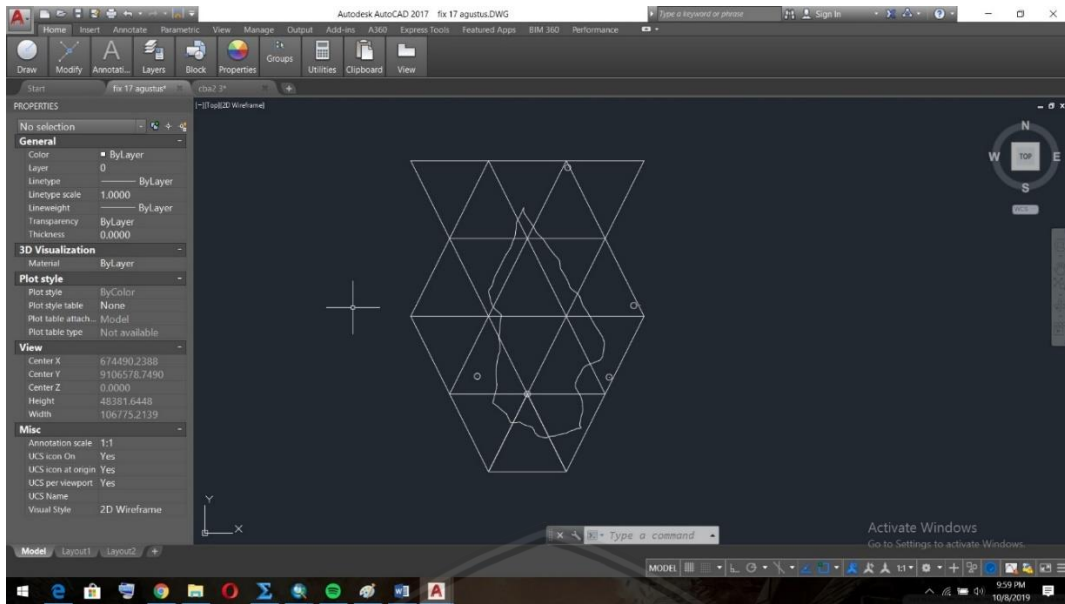 Autodesk AutoCAD 2017 fix 17 agustus.DWG
Type a keyword or phrase
Sign In
Home Insert Annotate Parametric View Manage Output Add-ins A360 Express Tools Featured Apps BIM 360 Performance
Draw Modify Annotati... Layers Block Properties Groups Utilities Clipboard View
Start fix 17 agustus* cba2 3*
PROPERTIES
[−][Top][2D Wireframe]
No selection
General
Color ByLayer
Layer 0
Linetype ByLayer
Linetype scale 1.0000
Lineweight ByLayer
Transparency ByLayer
Thickness 0.0000
3D Visualization
Material ByLayer
Plot style
Plot style ByColor
Plot style table None
Plot table attach... Model
Plot table type Not available
View
Center X 674490.2388
Center Y 9106578.7490
Center Z 0.0000
Height 48381.6448
Width 106775.2139
Misc
Annotation scale 1:1
UCS icon On Yes
UCS icon at origin Yes
UCS per viewport Yes
UCS Name
Visual Style 2D Wireframe
N
W TOP E
S
WCS
Y
X
Type a command
Activate Windows
Go to Settings to activate Windows.
Model Layout1 Layout2 +
MODEL 1:1
9:59 PM
10/8/2019